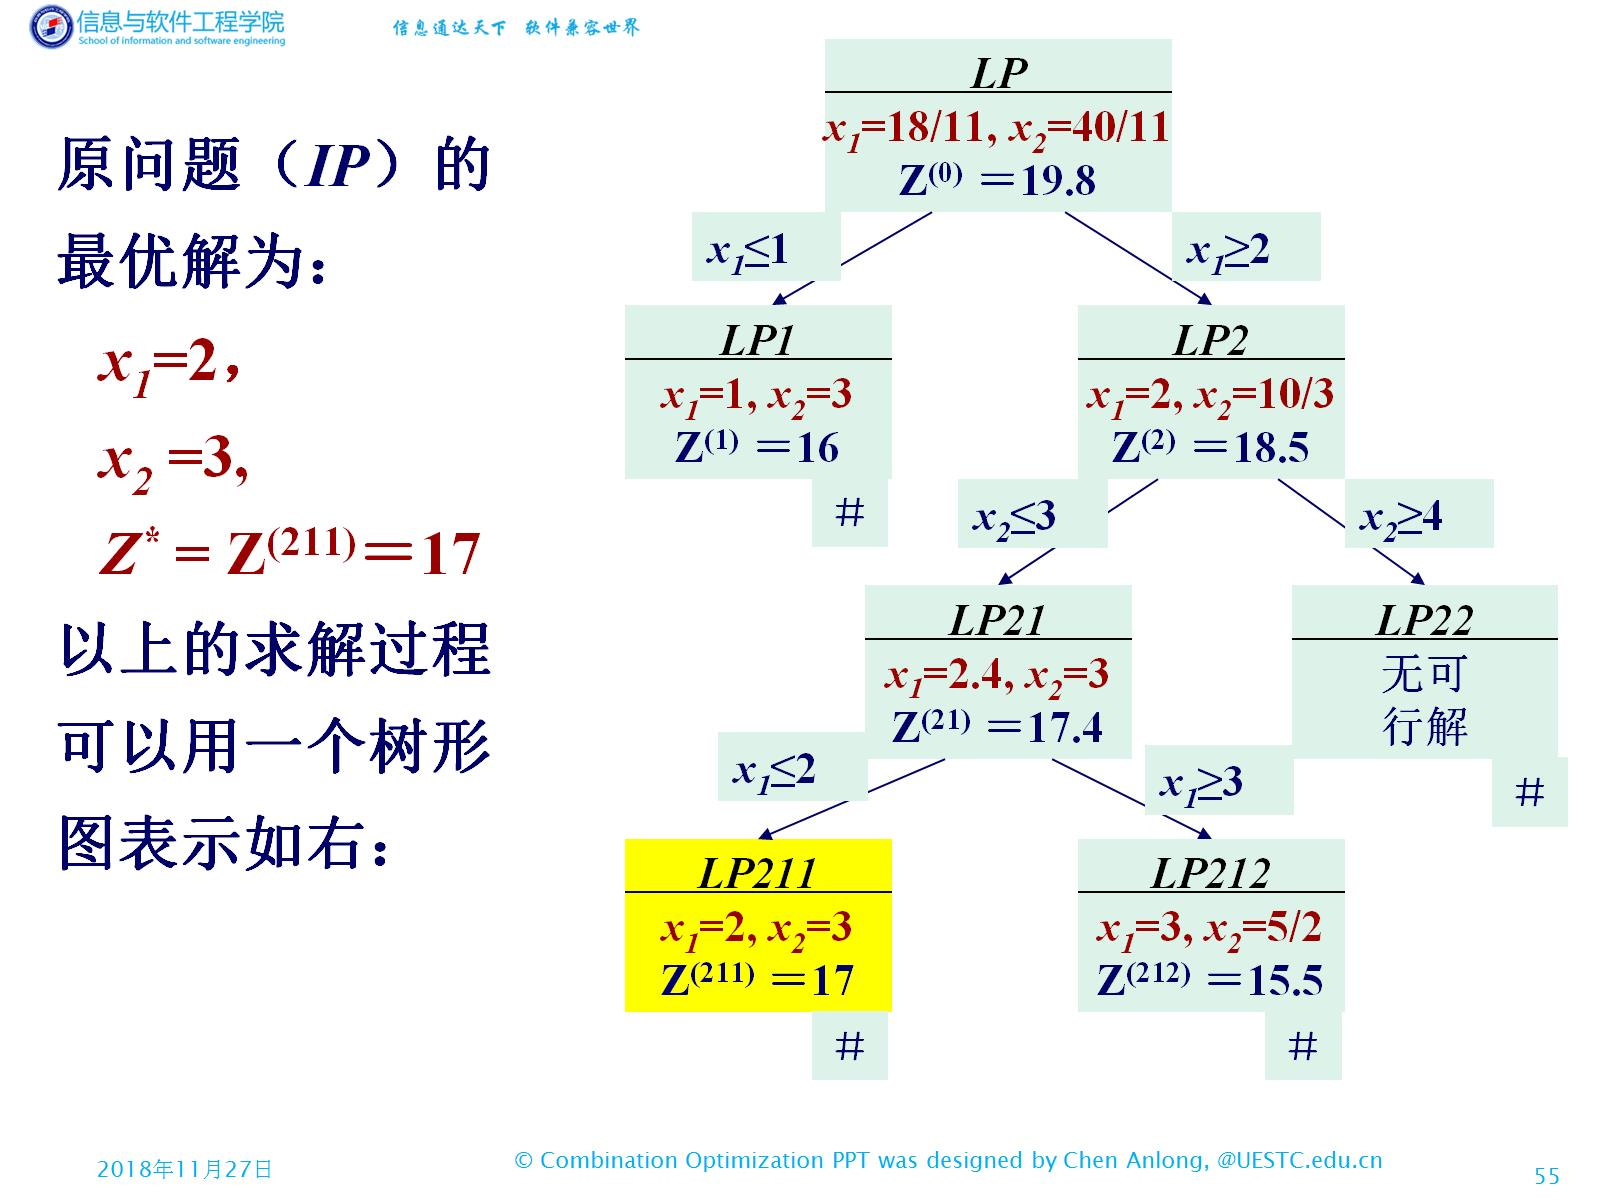 信息与软件工程学院
School of information and software engineering
信息通达天下 软件兼容世界
原问题（IP）的
最优解为：
x1=2，
x2 =3,
Z* = Z(211)＝17
以上的求解过程
可以用一个树形
图表示如右：
LP
x1=18/11, x2=40/11
Z(0) ＝19.8
x1≤1
x1≥2
LP1
x1=1, x2=3
Z(1) ＝16
#
LP2
x1=2, x2=10/3
Z(2) ＝18.5
x2≤3
x2≥4
LP21
x1=2.4, x2=3
Z(21) ＝17.4
LP22
无可
行解
#
x1≤2
x1≥3
LP211
x1=2, x2=3
Z(211) ＝17
#
LP212
x1=3, x2=5/2
Z(212) ＝15.5
#
2018年11月27日
© Combination Optimization PPT was designed by Chen Anlong, @UESTC.edu.cn
55